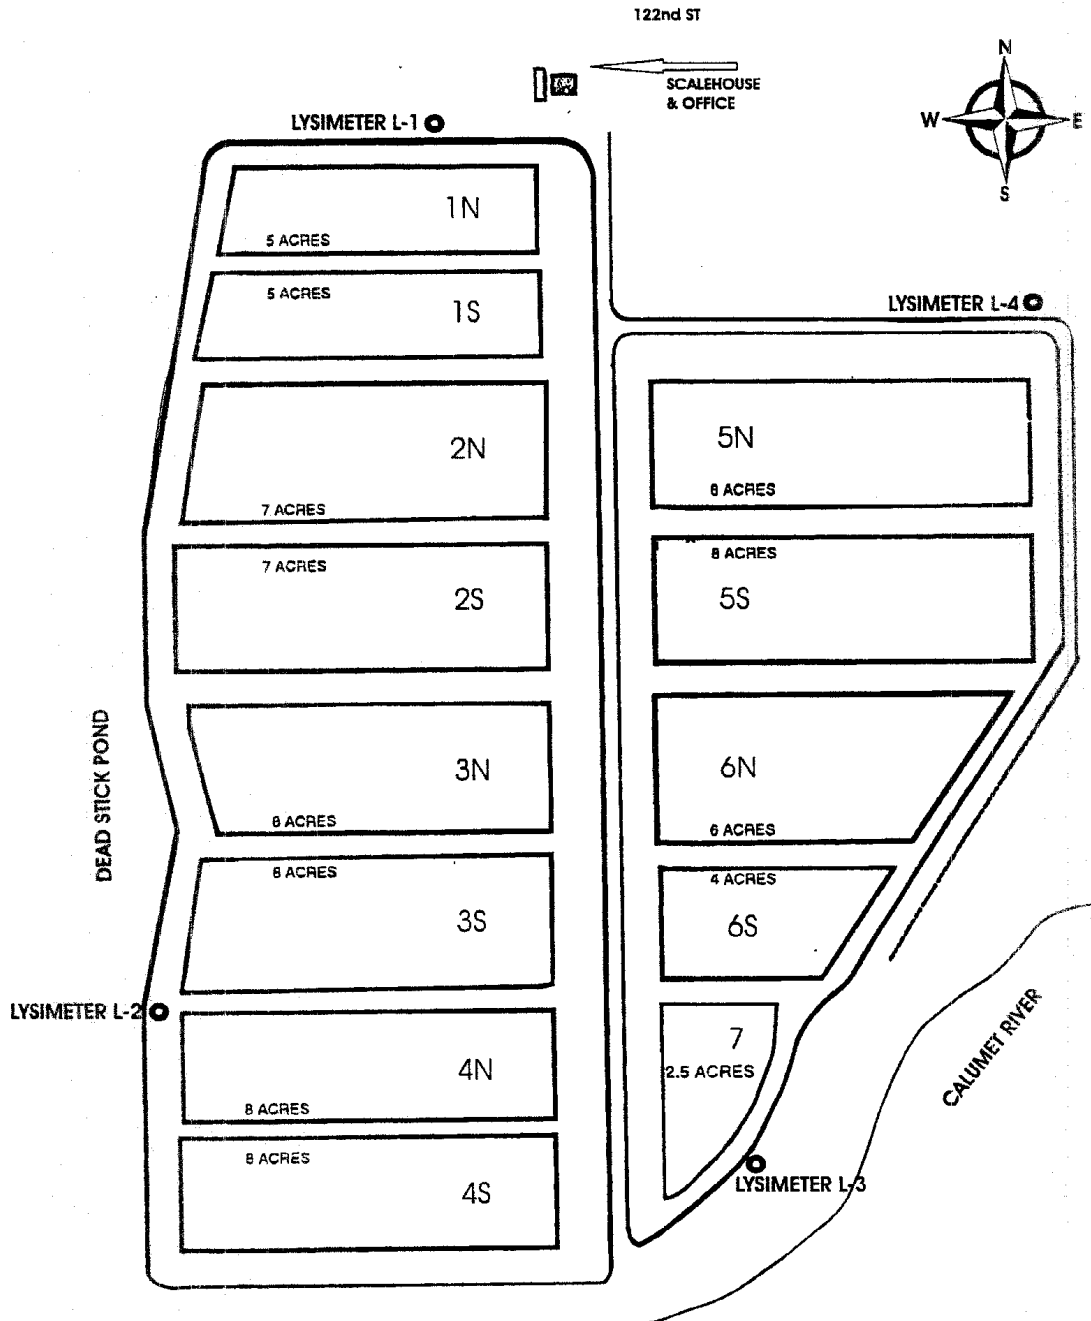 122nd ST
SCALEHOUSE
& OFFICE
N
W
E
S
LYSIMETER L-1
1N
5 ACRES
5 ACRES
1S
LYSIMETER L-4
2N
7 ACRES
5N
8 ACRES
7 ACRES
2S
8 ACRES
5S
DEAD STICK POND
3N
8 ACRES
6N
6 ACRES
8 ACRES
3S
4 ACRES
6S
LYSIMETER L-2
4N
8 ACRES
7
2.5 ACRES
CALUMET RIVER
8 ACRES
4S
LYSIMETER L-3